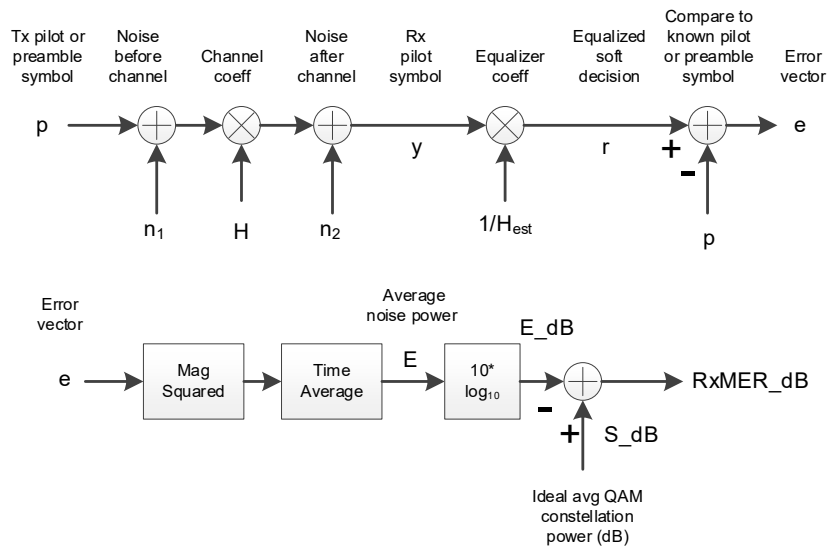 Tx pilot or
preamble
symbol
Noise
before
channel
Channel
coeff
Noise
after
channel
Rx
pilot
symbol
Equalizer
coeff
Equalized
soft
decision
Compare to
known pilot
or preamble
symbol
Error
vector
p
y
r
+
-
e
n₁
H
n₂
1/Hest
p
Error
vector
e
Mag
Squared
Time
Average
Average
noise power
E
10*
log₁₀
E_dB
-
+
S_dB
RxMER_dB
Ideal avg QAM
constellation
power (dB)